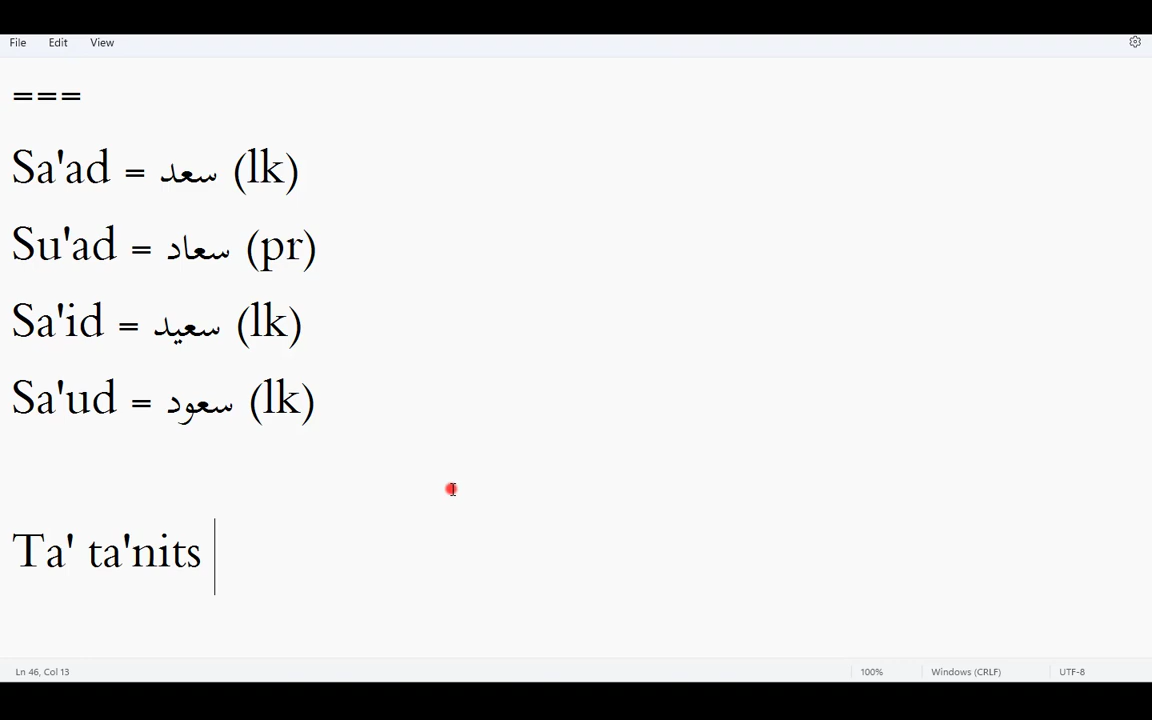 File Edit View
===
Sa'ad = سعد (lk)
Su'ad = سعاد (pr)
Sa'id = سعيد (lk)
Sa'ud = سعود (lk)
Ta' ta'nits
Ln 46, Col 13 100% Windows (CRLF) UTF-8